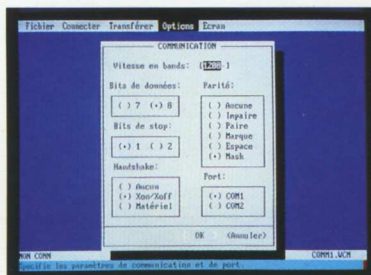 Fichier Connecter Transférer Options Ecran
COMMUNICATION
Vitesse en bauds: [1200 ]
Bits de données:
( ) 7 (•) 8
Bits de stop:
(•) 1 ( ) 2
Handshake:
( ) Aucun
(•) Xon/Xoff
( ) Matériel
Parité:
( ) Aucune
( ) Impaire
( ) Paire
( ) Marque
( ) Espace
(•) Mask
Port:
(•) COM1
( ) COM2
OK <Annuler>
NON CONN COMM1.WCM
Spécifie les paramètres de communication et de port.